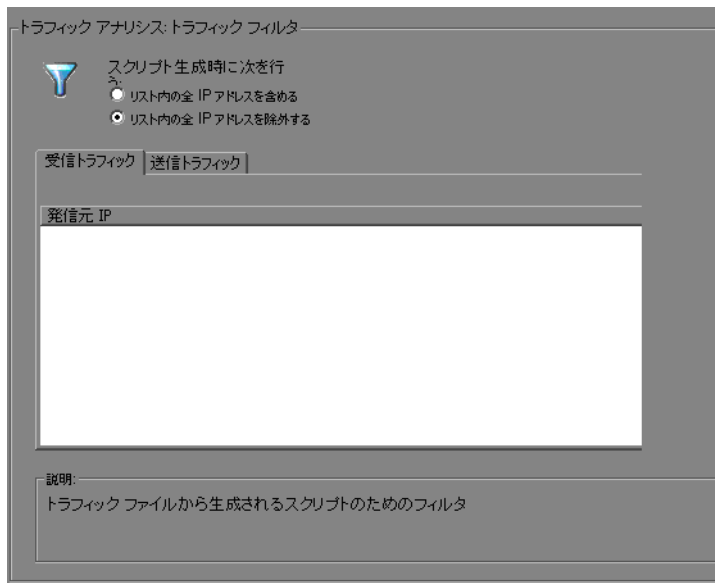 トラフィック アナリシス: トラフィック フィルタ
スクリプト生成時に次を行
う:
リスト内の全 IP アドレスを含める
リスト内の全 IP アドレスを除外する
受信トラフィック 送信トラフィック
発信元 IP
説明:
トラフィック ファイルから生成されるスクリプトのためのフィルタ